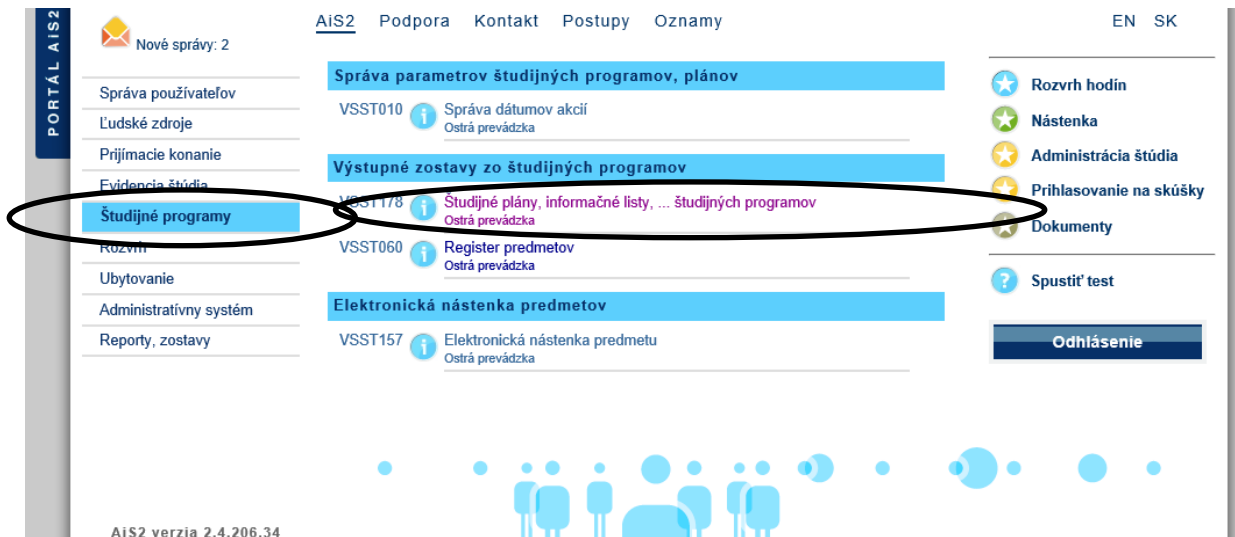 PORTÁL AiS2
Nové správy: 2
AiS2 Podpora Kontakt Postupy Oznamy
EN SK
Správa používateľov
Ľudské zdroje
Prijímacie konanie
Evidencia štúdia
Študijné programy
Rozvrh
Ubytovanie
Administratívny systém
Reporty, zostavy
Správa parametrov študijných programov, plánov
VSST010 Správa dátumov akcií
Ostrá prevádzka
Výstupné zostavy zo študijných programov
VSST178 Študijné plány, informačné listy, ... študijných programov
Ostrá prevádzka
VSST060 Register predmetov
Ostrá prevádzka
Elektronická nástenka predmetov
VSST157 Elektronická nástenka predmetu
Ostrá prevádzka
Rozvrh hodín
Nástenka
Administrácia štúdia
Prihlasovanie na skúšky
Dokumenty
Spustiť test
Odhlásenie
AiS2 verzia 2.4.206.34